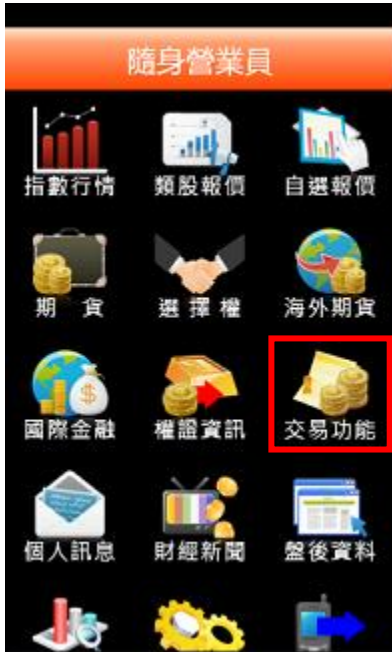 隨身營業員
指數行情 類股報價 自選報價
期 貨 選 擇 權 海外期貨
國際金融 權證資訊 交易功能
個人訊息 財經新聞 盤後資料